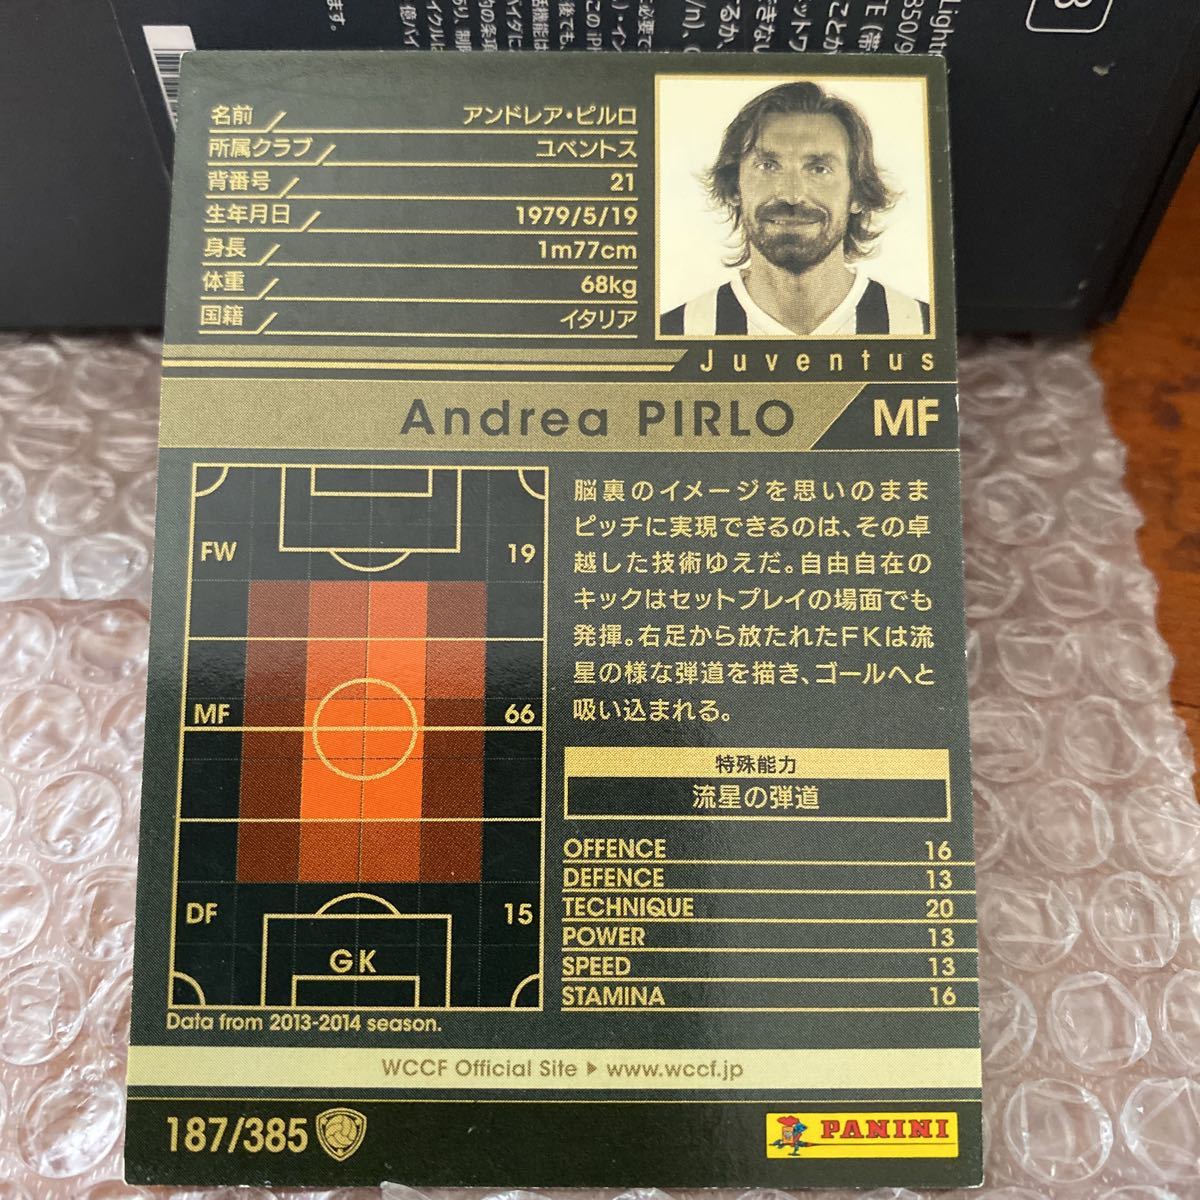 名前 アンドレア・ピルロ
所属クラブ ユベントス
背番号 21
生年月日 1979/5/19
身長 1m77cm
体重 68kg
国籍 イタリア
Juventus
Andrea PIRLO MF
FW 19
MF 66
DF 15
GK
Data from 2013-2014 season.
脳裏のイメージを思いのまま
ピッチに実現できるのは、その卓
越した技術ゆえだ。自由自在の
キックはセットプレイの場面でも
発揮。右足から放たれたFKは流
星の様な弾道を描き、ゴールへと
吸い込まれる。
特殊能力
流星の弾道
OFFENCE 16
DEFENCE 13
TECHNIQUE 20
POWER 13
SPEED 13
STAMINA 16
WCCF Official Site ▶ www.wccf.jp
187/385
PANINI